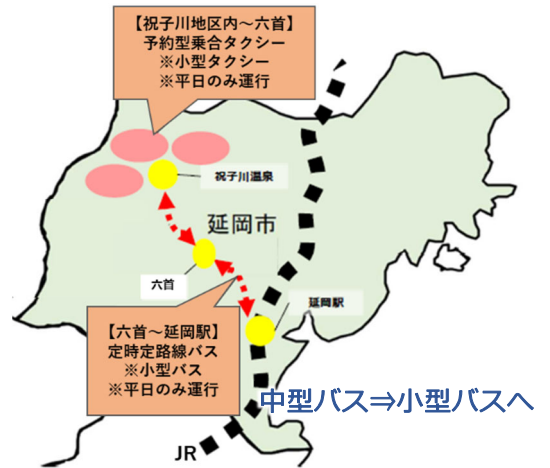 【祝子川地区内～六首】
予約型乗合タクシー
※小型タクシー
※平日のみ運行
祝子川温泉
延岡市
六首
延岡駅
【六首～延岡駅】
定時定路線バス
※小型バス
※平日のみ運行
中型バス⇒小型バスへ
JR